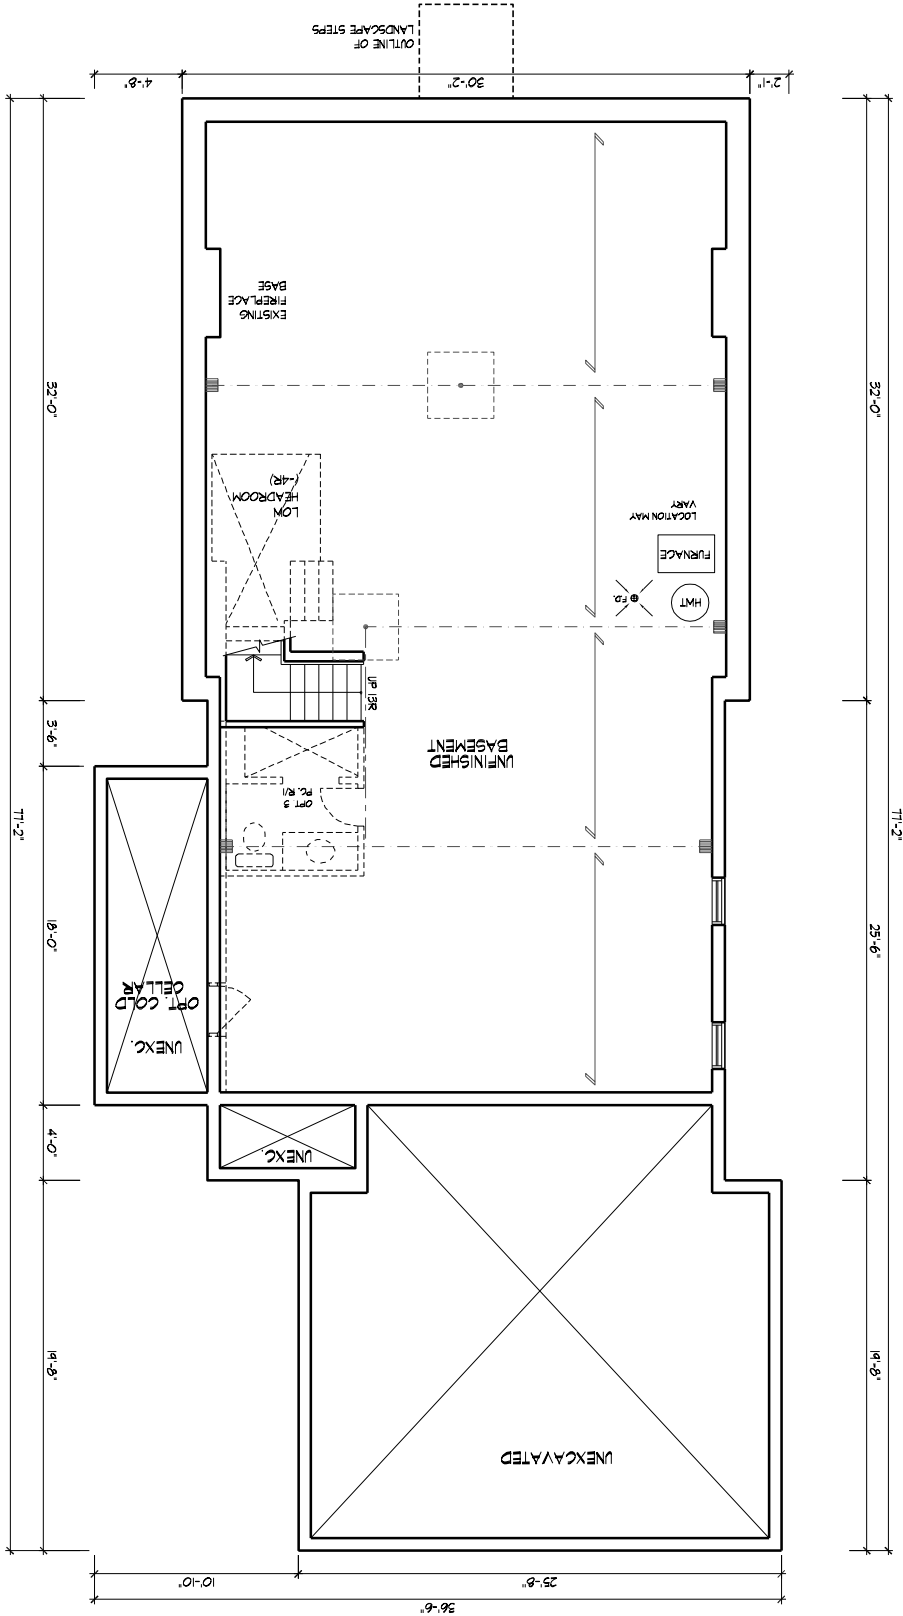 OUTLINE OF
LANDSCAPE STEPS
4'-8"
30'-2"
2'-1"
EXISTING
FIREPLACE
BASE
32'-0"
32'-0"
LOW
HEADROOM
(-4R)
LOCATION MAY
VARY
FURNACE
F.D.
HWT
UP 13R
3'-6"
UNFINISHED
BASEMENT
OPT. 3
PC. R/I
77'-2"
77'-2"
18'-0"
25'-6"
OPT. COLD
CELLAR
UNEXC.
4'-0"
UNEXC.
19'-8"
19'-8"
UNEXCAVATED
10'-10"
25'-8"
36'-6"